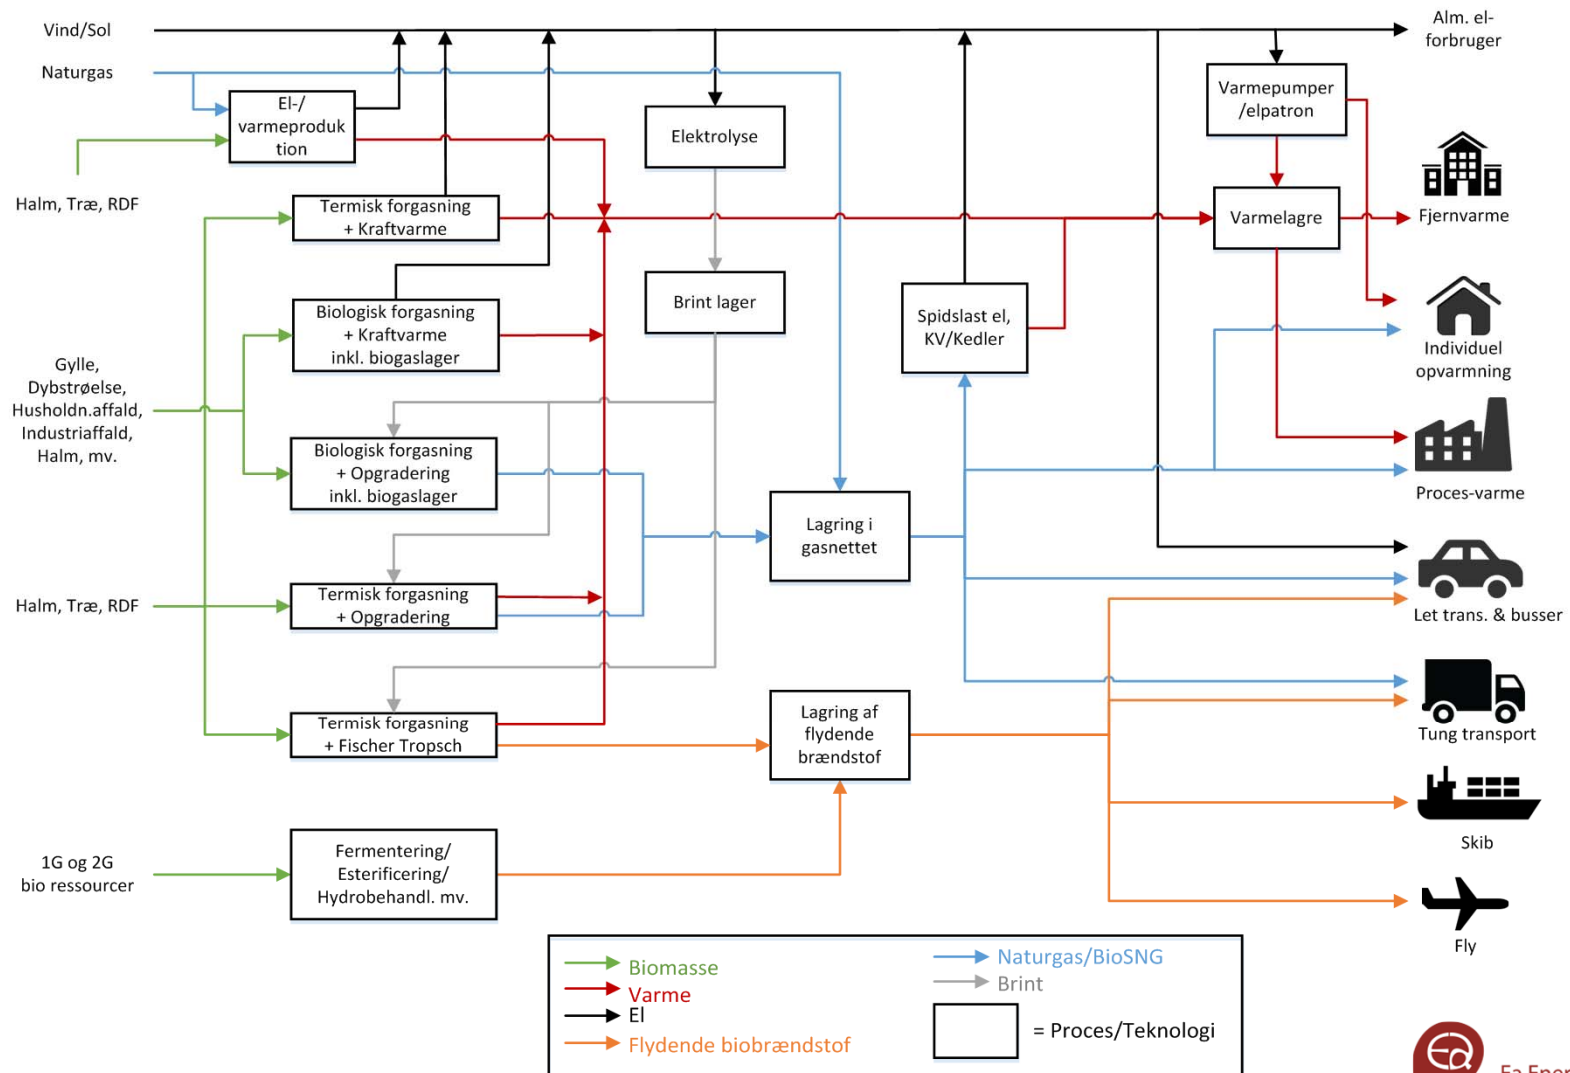 Vind/Sol
Alm. el-
forbruger
Naturgas
El-/
varmeproduk
tion
Varmepumper
/elpatron
Elektrolyse
Halm, Træ, RDF
Termisk forgasning
+ Kraftvarme
Varmelagre
Fjernvarme
Brint lager
Biologisk forgasning
+ Kraftvarme
inkl. biogaslager
Spidslast el,
KV/Kedler
Individuel
opvarmning
Gylle,
Dybstrøelse,
Husholdn.affald,
Industriaffald,
Halm, mv.
Biologisk forgasning
+ Opgradering
inkl. biogaslager
Proces-varme
Lagring i
gasnettet
Halm, Træ, RDF
Termisk forgasning
+ Opgradering
Let trans. & busser
Termisk forgasning
+ Fischer Tropsch
Lagring af
flydende
brændstof
Tung transport
Skib
1G og 2G
bio ressourcer
Fermentering/
Esterificering/
Hydrobehandl. mv.
Fly
Biomasse
Varme
El
Flydende biobrændstof
Naturgas/BioSNG
Brint
= Proces/Teknologi